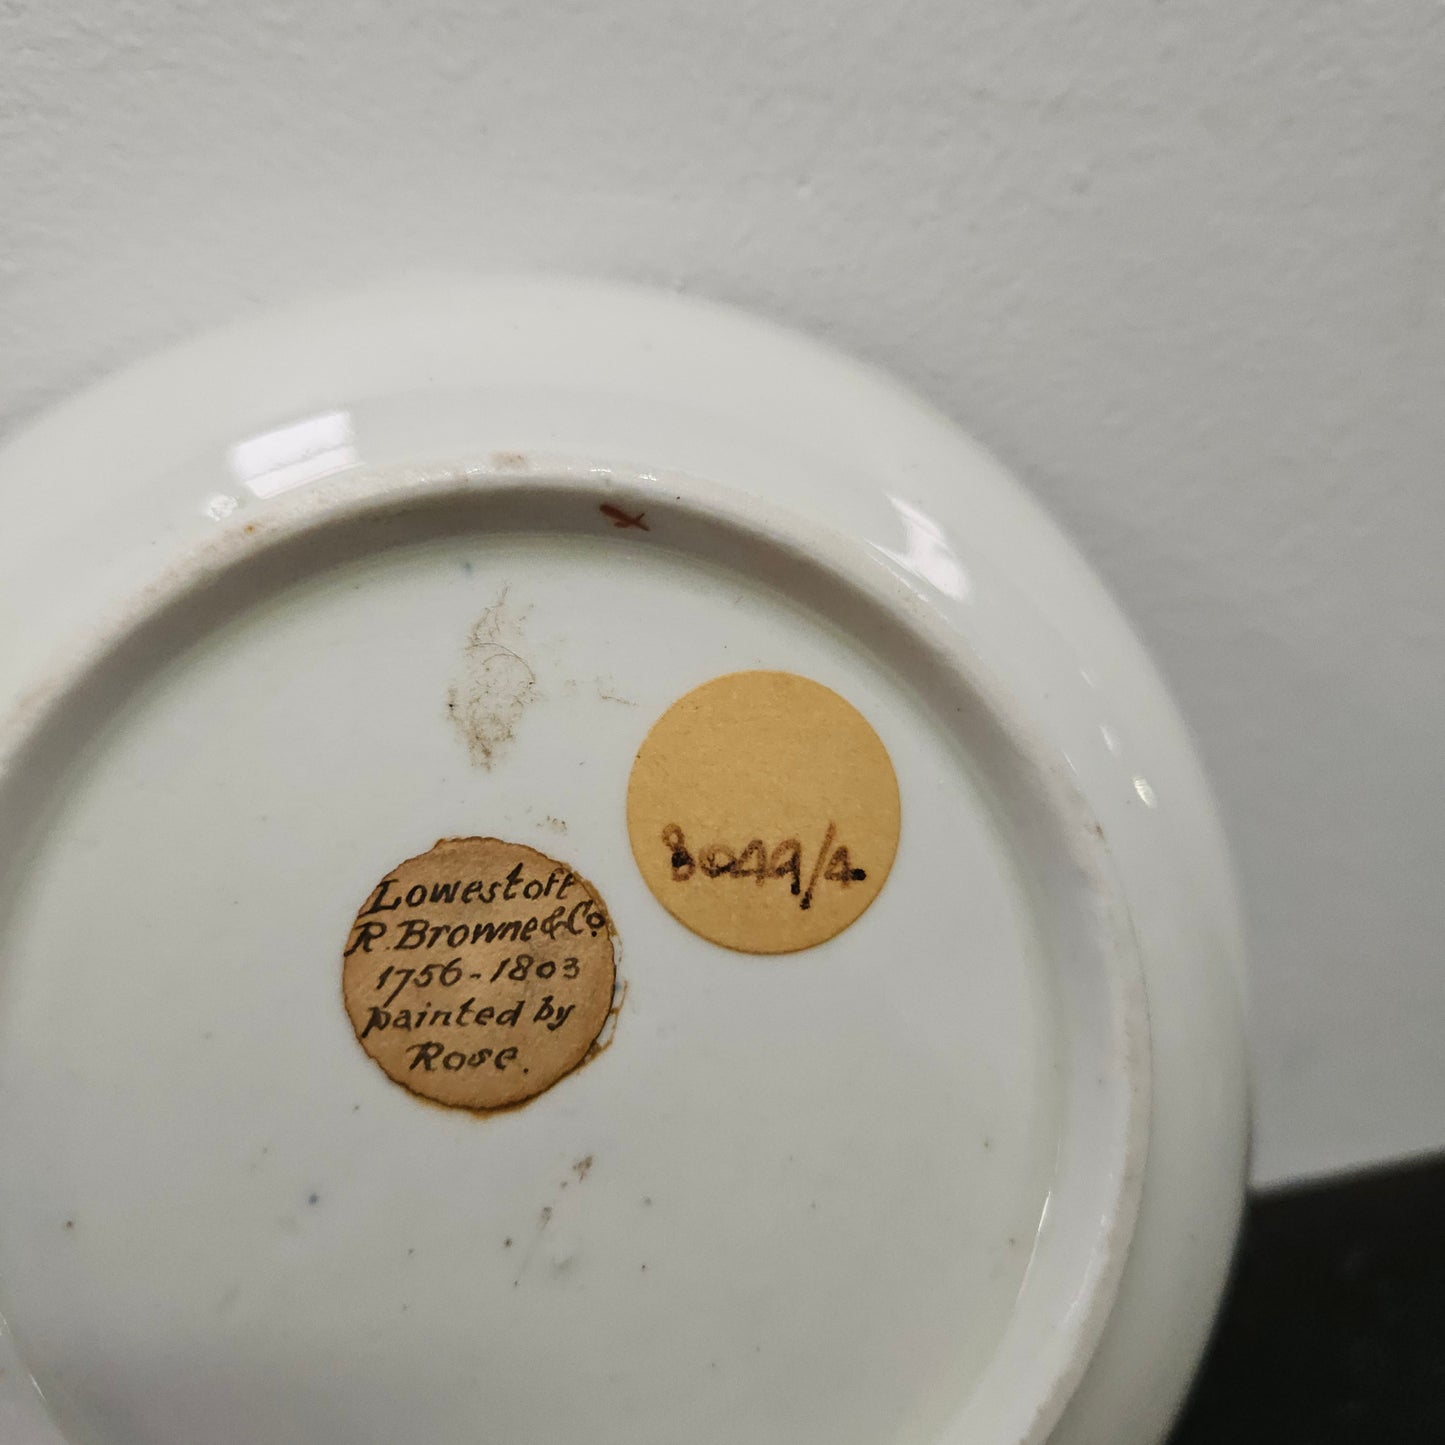 Lowestoft
R. Browne & Co
1756-1803
painted by
Rose.
8049/4.